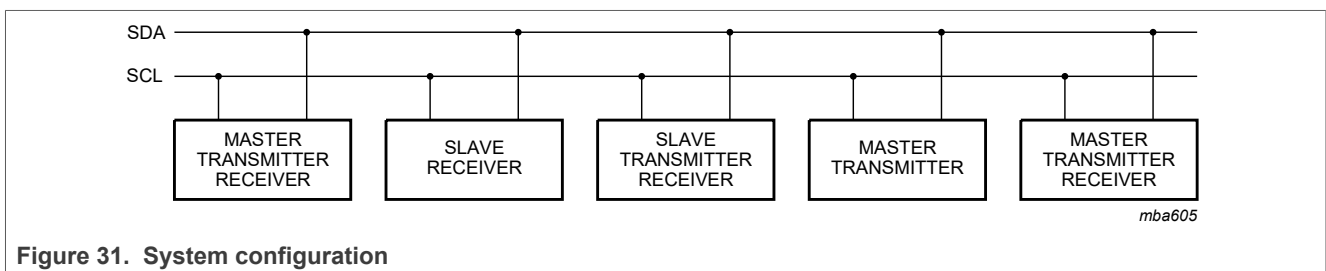 SDA
SCL
MASTER
TRANSMITTER
RECEIVER
SLAVE
RECEIVER
SLAVE
TRANSMITTER
RECEIVER
MASTER
TRANSMITTER
MASTER
TRANSMITTER
RECEIVER
mba605
Figure 31. System configuration